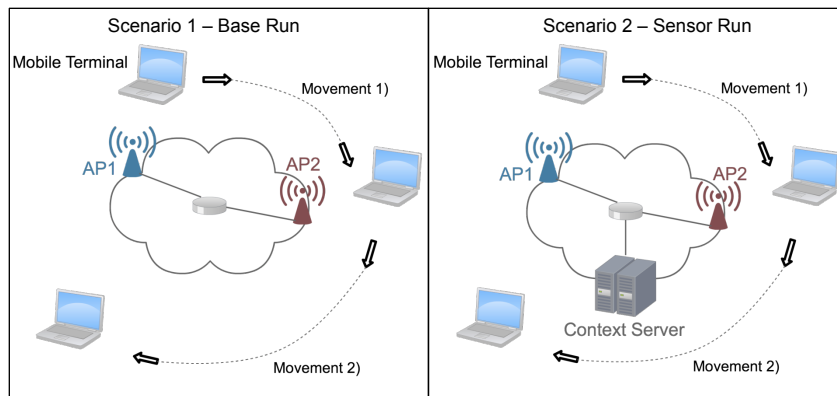 Scenario 1 – Base Run
Mobile Terminal
Movement 1)
AP1
AP2
Movement 2)
Scenario 2 – Sensor Run
Mobile Terminal
Movement 1)
AP1
AP2
Context Server
Movement 2)